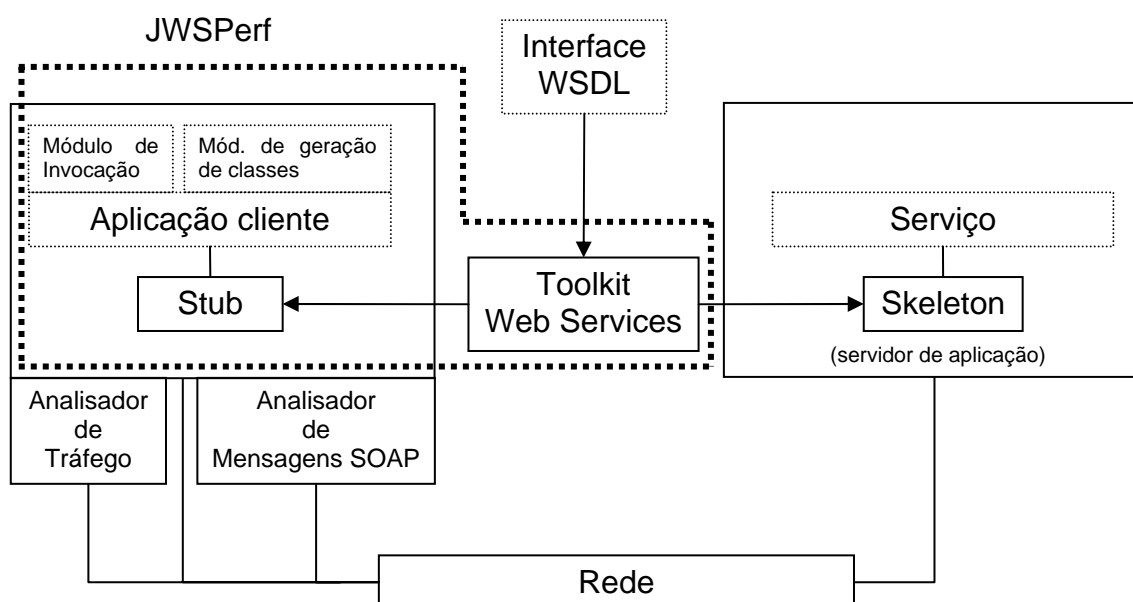 JWSPerf
Interface
WSDL
Módulo de
Invocação
Mód. de geração
de classes
Aplicação cliente
Stub
Toolkit
Web Services
Serviço
Skeleton
(servidor de aplicação)
Analisador
de
Tráfego
Analisador
de
Mensagens SOAP
Rede